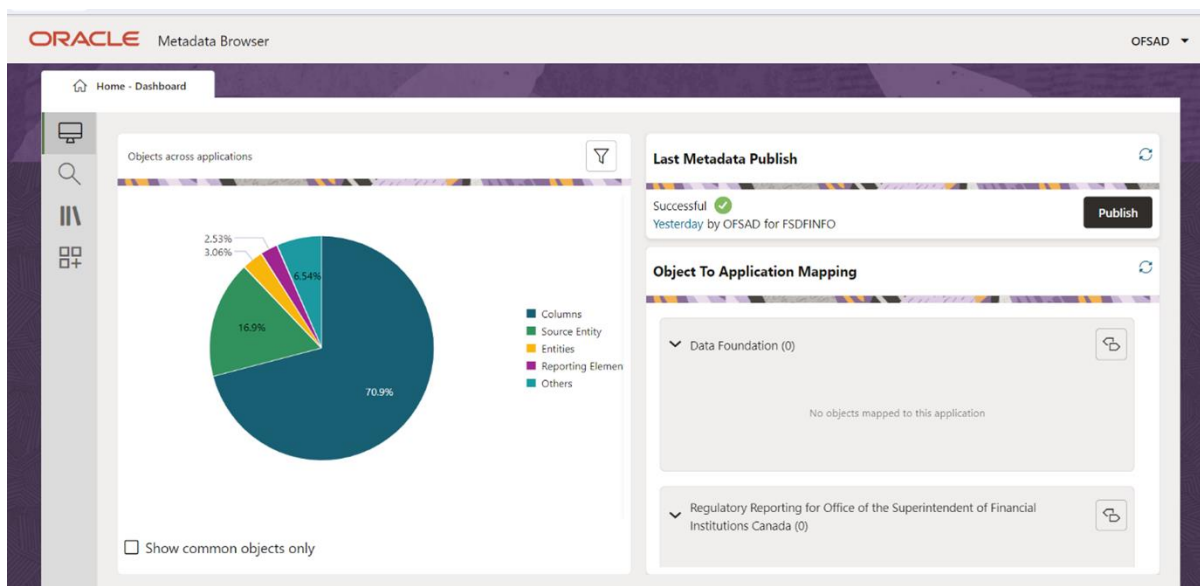 ORACLE Metadata Browser
OFSAD
Home - Dashboard
Objects across applications
2.53%
3.06%
6.54%
16.9%
70.9%
Columns
Source Entity
Entities
Reporting Elemen
Others
Show common objects only
Last Metadata Publish
Successful
Yesterday by OFSAD for FSDFINFO
Publish
Object To Application Mapping
Data Foundation (0)
No objects mapped to this application
Regulatory Reporting for Office of the Superintendent of Financial
Institutions Canada (0)